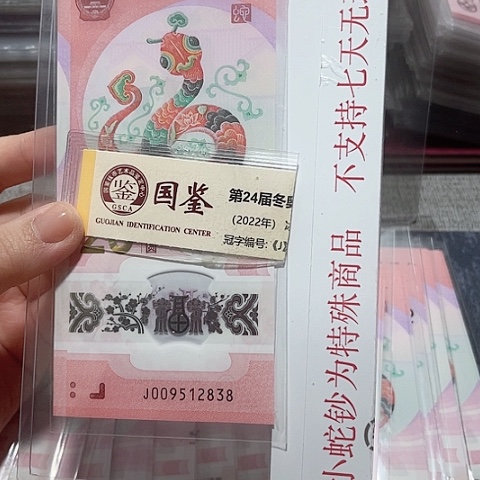 国鉴
GSCA
GUOJIAN IDENTIFICATION CENTER
第24届冬
(2022年)
冠字编号:
J009512838
小蛇钞为特殊商品 不支持七天无